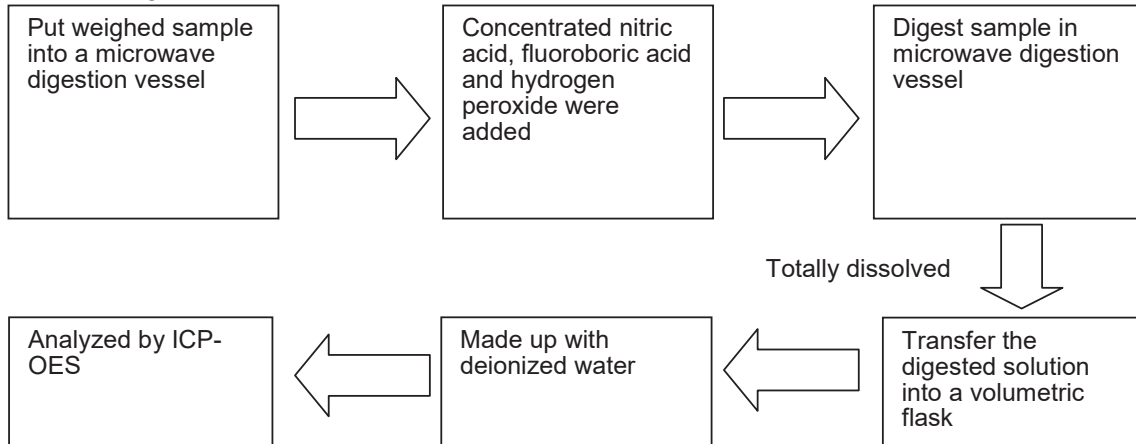 Put weighed sample
into a microwave
digestion vessel
Concentrated nitric
acid, fluoroboric acid
and hydrogen
peroxide were
added
Digest sample in
microwave digestion
vessel
Totally dissolved
Transfer the
digested solution
into a volumetric
flask
Made up with
deionized water
Analyzed by ICP-
OES